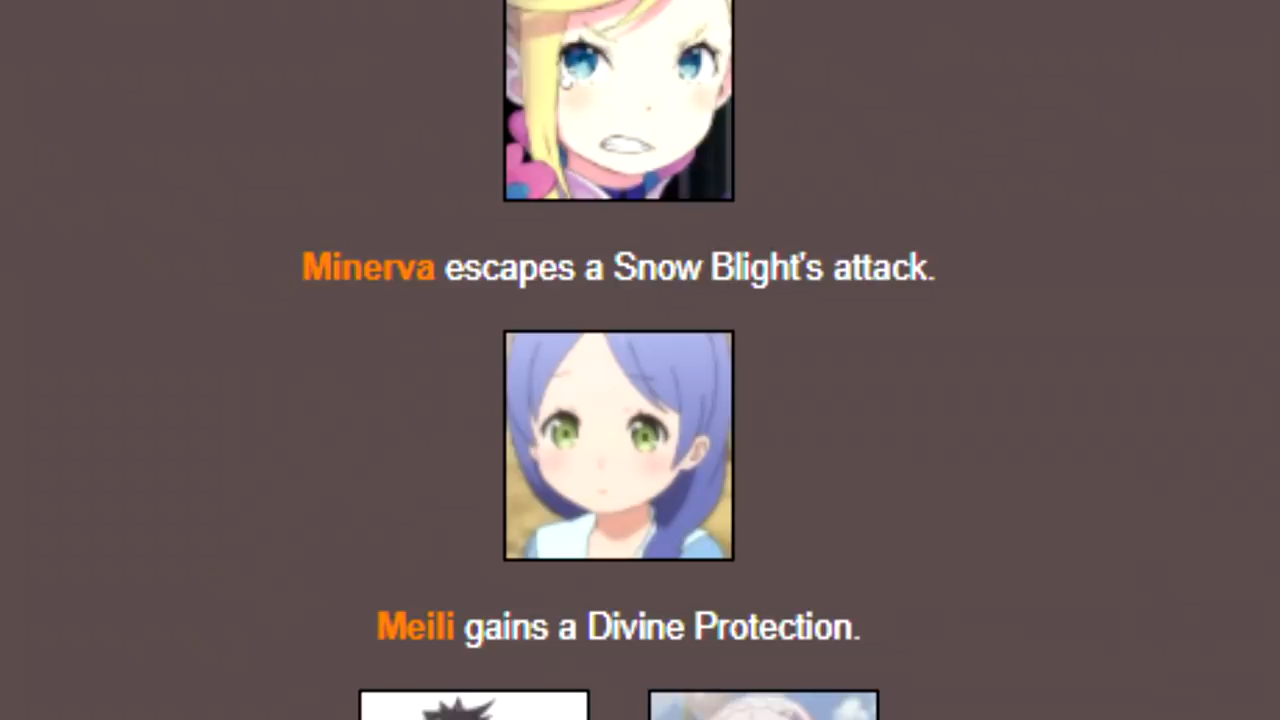 Minerva escapes a Snow Blight's attack.
Meili gains a Divine Protection.